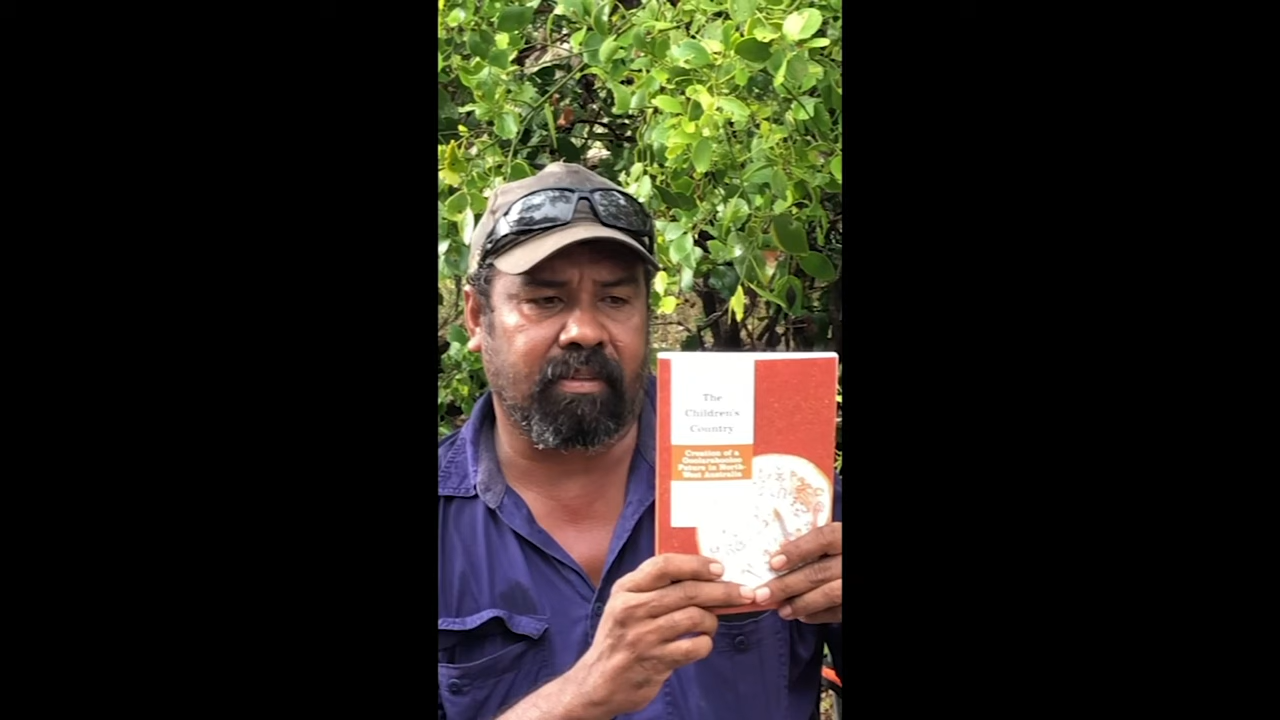 The
Children's
Country
Creation of a
Goolarabooloo
Future in North-
West Australia